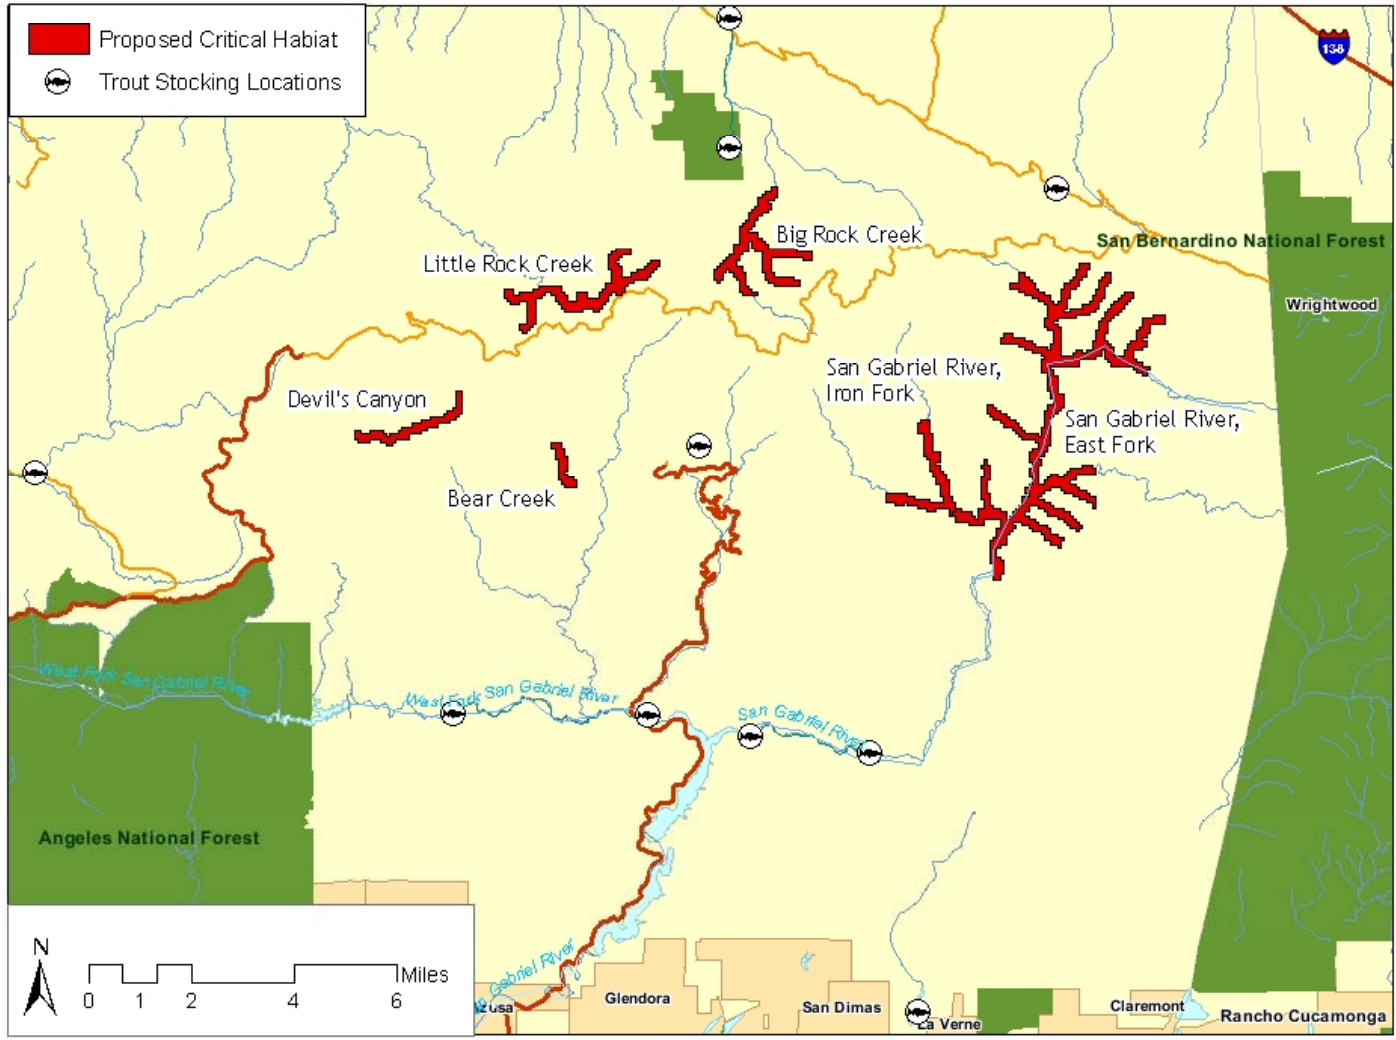 Proposed Critical Habiat
Trout Stocking Locations
138
Big Rock Creek
San Bernardino National Forest
Little Rock Creek
Wrightwood
San Gabriel River,
Iron Fork
Devil's Canyon
San Gabriel River,
East Fork
Bear Creek
West Fork San Gabriel River
West Fork San Gabriel River
San Gabriel River
Angeles National Forest
N
Miles
0 1 2 4 6
Gabriel River
zusa
Glendora
San Dimas
La Verne
Claremont
Rancho Cucamonga